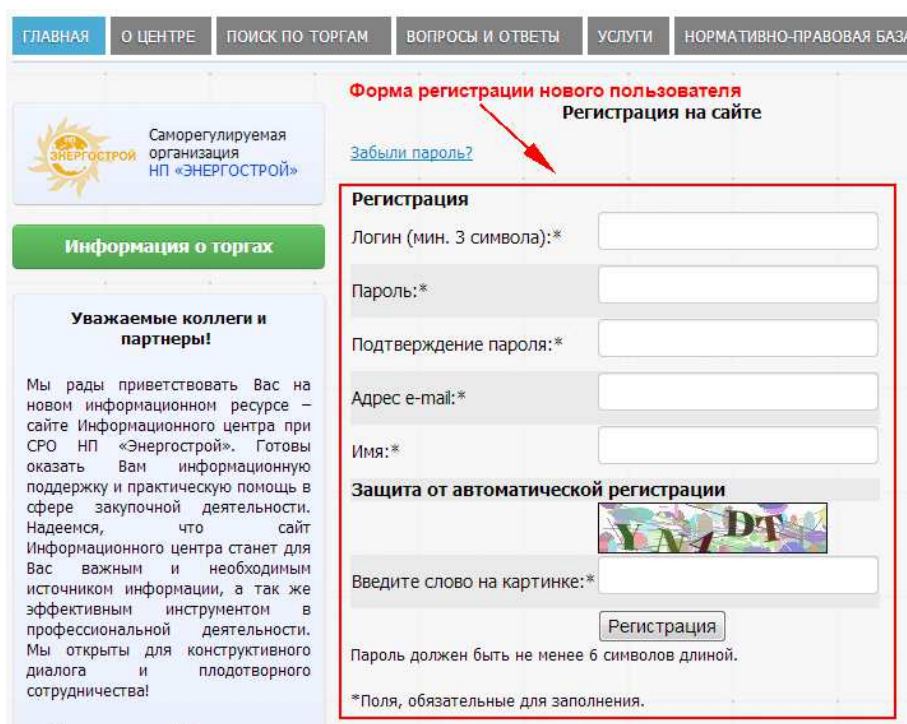 ГЛАВНАЯ
О ЦЕНТРЕ
ПОИСК ПО ТОРГАМ
ВОПРОСЫ И ОТВЕТЫ
УСЛУГИ
НОРМАТИВНО-ПРАВОВАЯ БАЗА
Саморегулируемая
организация
НП «ЭНЕРГОСТРОЙ»
НП
ЭНЕРГОСТРОЙ
Информация о торгах
Уважаемые коллеги и
партнеры!
Мы рады приветствовать Вас на
новом информационном ресурсе –
сайте Информационного центра при
СРО НП «Энергострой». Готовы
оказать Вам информационную
поддержку и практическую помощь в
сфере закупочной деятельности.
Надеемся, что сайт
Информационного центра станет для
Вас важным и необходимым
источником информации, а так же
эффективным инструментом в
профессиональной деятельности.
Мы открыты для конструктивного
диалога и плодотворного
сотрудничества!
Форма регистрации нового пользователя
Регистрация на сайте
Забыли пароль?
Регистрация
Логин (мин. 3 символа):*
Пароль:*
Подтверждение пароля:*
Адрес e-mail:*
Имя:*
Защита от автоматической регистрации
Введите слово на картинке:*
Регистрация
Пароль должен быть не менее 6 символов длиной.
*Поля, обязательные для заполнения.